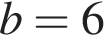 b = 6